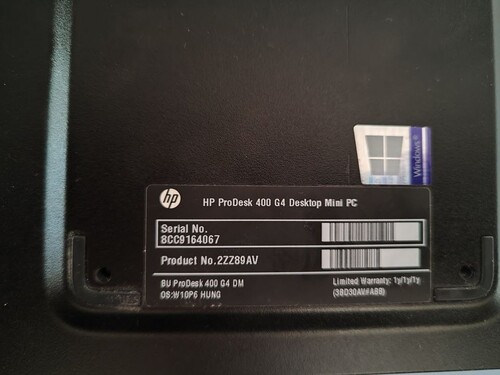 Windows®
hp
HP ProDesk 400 G4 Desktop Mini PC
Serial No.
8CC9164067
Product No.2ZZ89AV
BU ProDesk 400 G4 DM
OS:W10P6 HUNG
Limited Warranty: 1y/1y/1y
(3BD30AV#ABB)